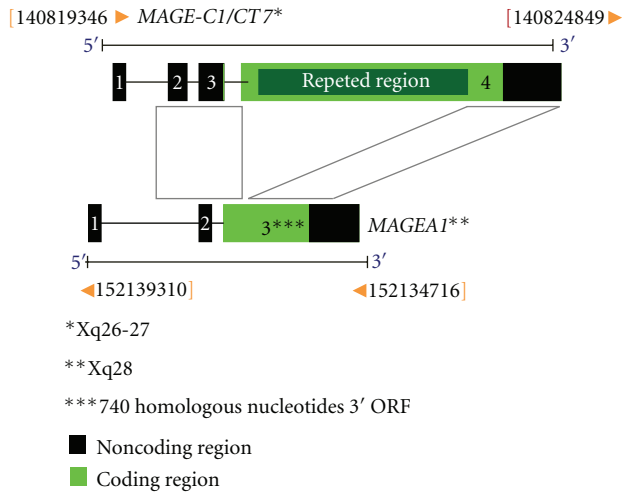 [140819346 ► MAGE-C1/CT7* [140824849 ►
5′ 3′
1 2 3 Repeted region 4
1 2 3*** MAGEA1**
5′ 3′
◄152139310] ◄152134716]
*Xq26-27
**Xq28
***740 homologous nucleotides 3′ ORF
Noncoding region
Coding region